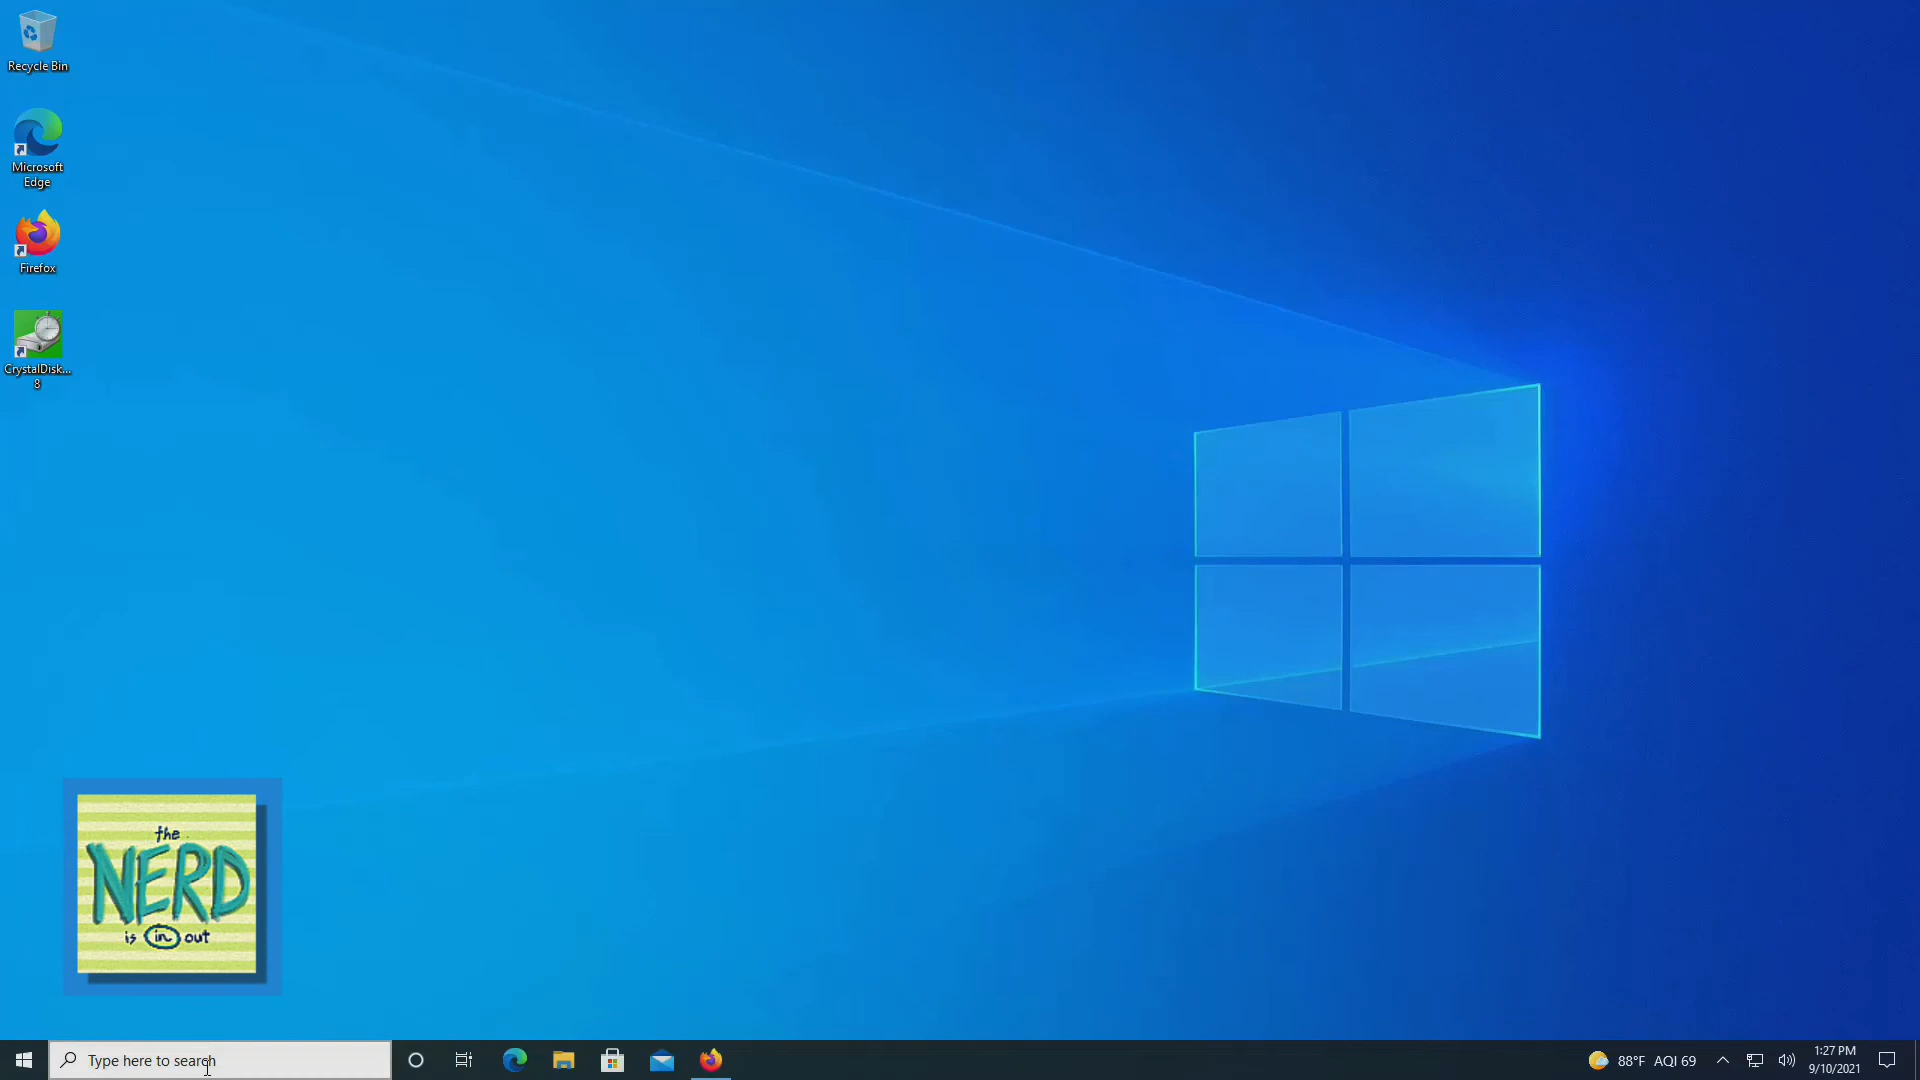 Recycle Bin
Microsoft
Edge
Firefox
CrystalDisk...
8
the
NERD
is in out
Type here to search
88°F AQI 69
1:27 PM
9/10/2021